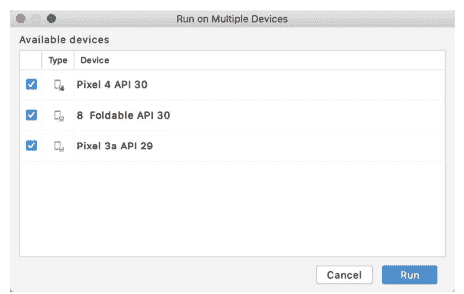 Run on Multiple Devices
Available devices
Type Device
Pixel 4 API 30
8 Foldable API 30
Pixel 3a API 29
Cancel Run